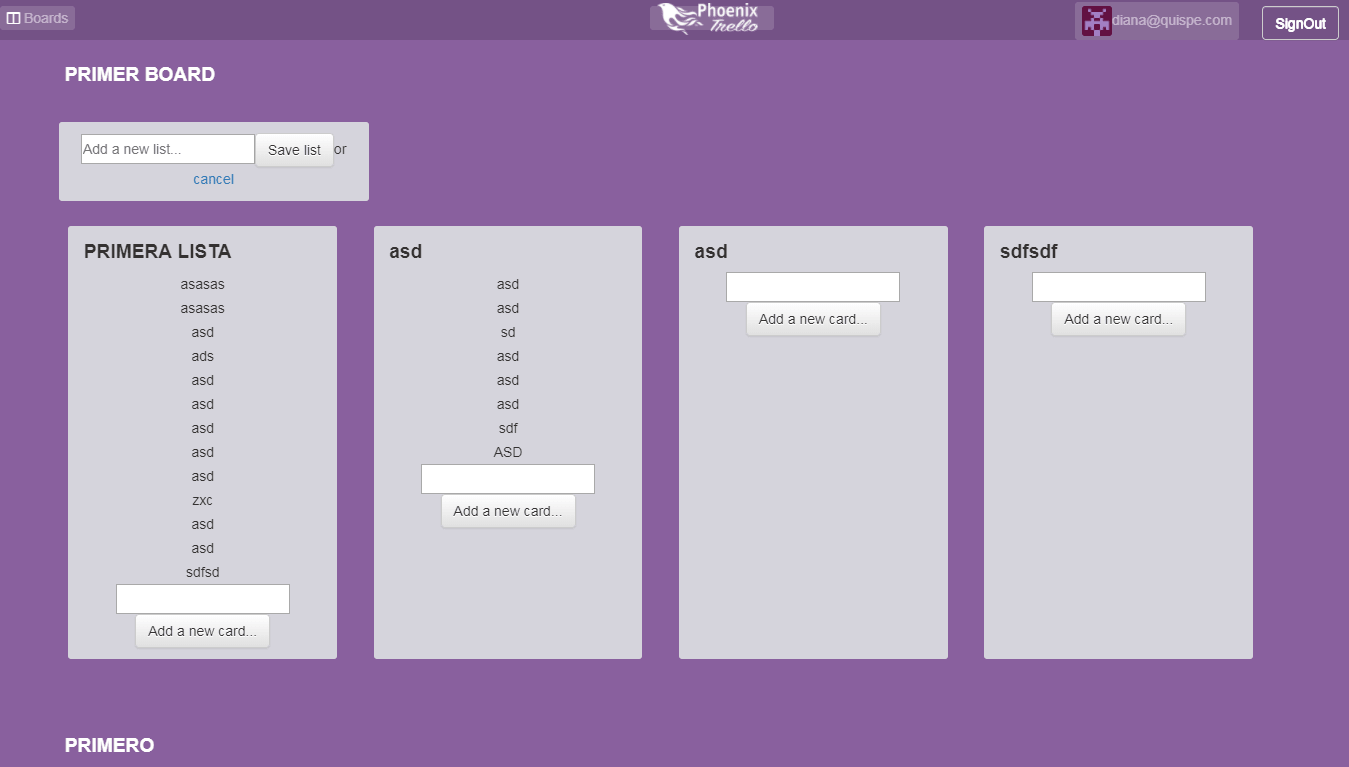 Boards
Phoenix
Trello
diana@quispe.com
SignOut
PRIMER BOARD
Add a new list...
Save list
or
cancel
PRIMERA LISTA
asasas
asasas
asd
ads
asd
asd
asd
asd
asd
zxc
asd
asd
sdfsd
Add a new card...
asd
asd
asd
sd
asd
asd
asd
sdf
ASD
Add a new card...
asd
Add a new card...
sdfsdf
Add a new card...
PRIMERO